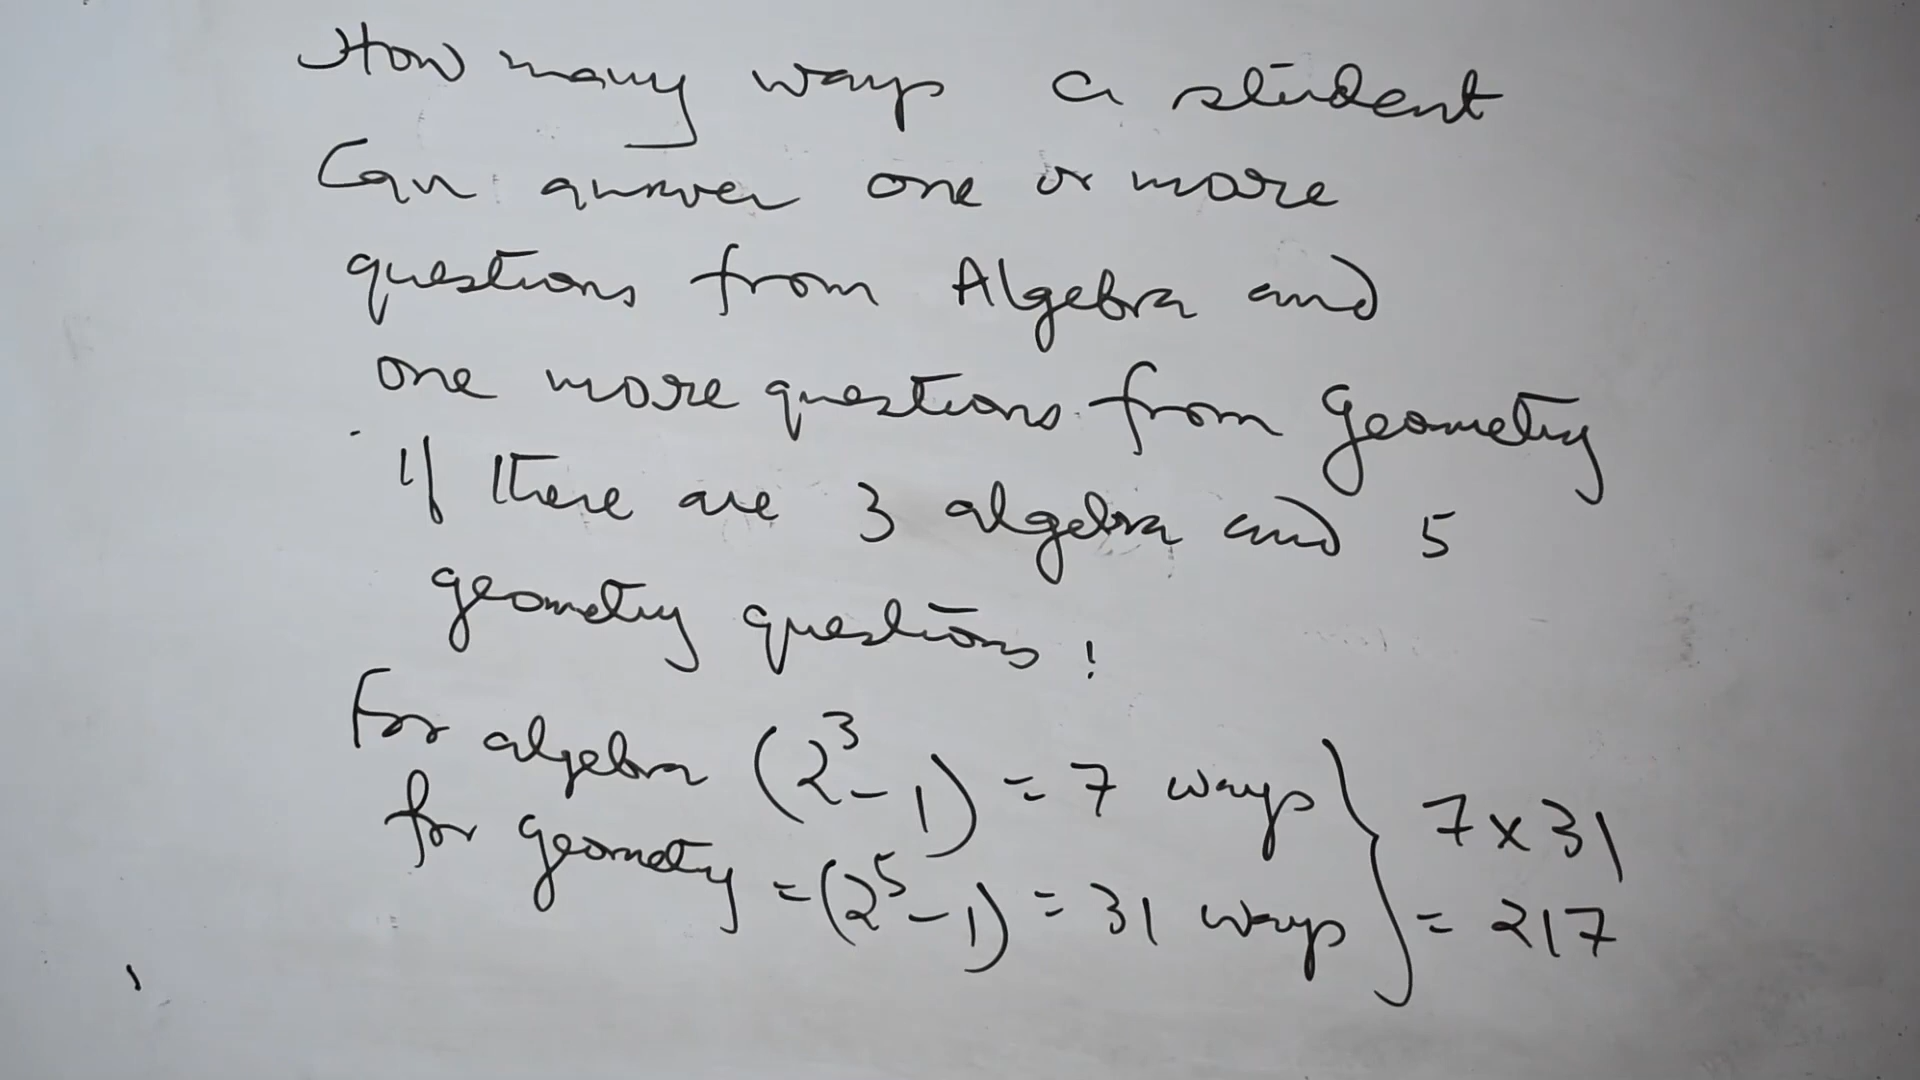 How many ways a student
Can answer one or more
questions from Algebra and
one more questions from Geometry
if there are 3 algebra and 5
geometry questions!
For algebra (2³-1) = 7 ways } 7x31
for geometry = (2⁵-1) = 31 ways } = 217